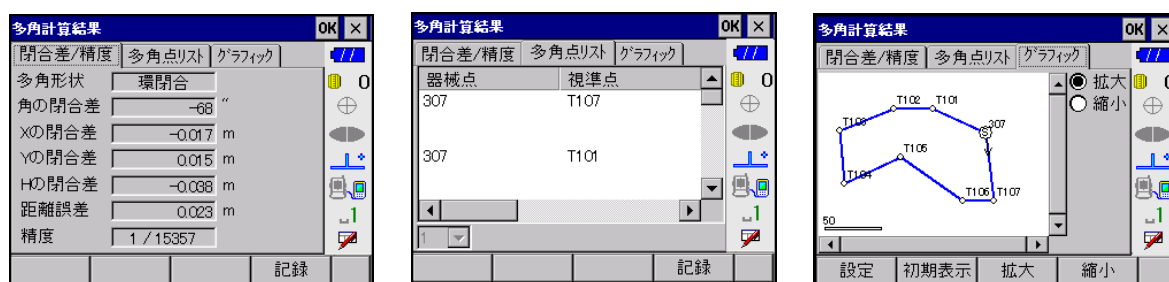 多角計算結果 OK ×
閉合差/精度 多角点リスト グラフィック
多角形状 環閉合 0
角の閉合差 -68 ″
Xの閉合差 -0.017 m
Yの閉合差 0.015 m
Hの閉合差 -0.038 m
距離誤差 0.023 m
精度 1 / 15357
1
記録
多角計算結果 OK ×
閉合差/精度 多角点リスト グラフィック
器械点 視準点 0
307 T107
307 T101
1
1
記録
多角計算結果 OK ×
閉合差/精度 多角点リスト グラフィック
拡大 0
縮小
T102 T101
T103 307
S
T105
T104
T106 T107
50
1
設定 初期表示 拡大 縮小